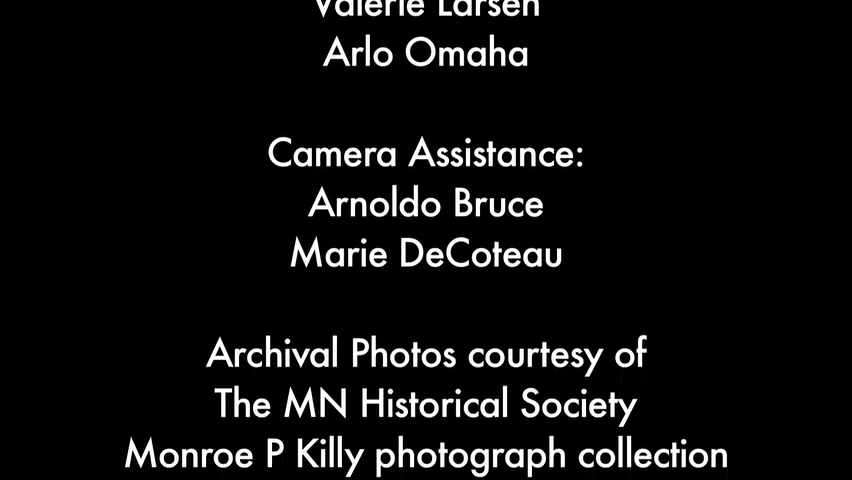 Valerie Larsen
Arlo Omaha
Camera Assistance:
Arnoldo Bruce
Marie DeCoteau
Archival Photos courtesy of
The MN Historical Society
Monroe P Killy photograph collection